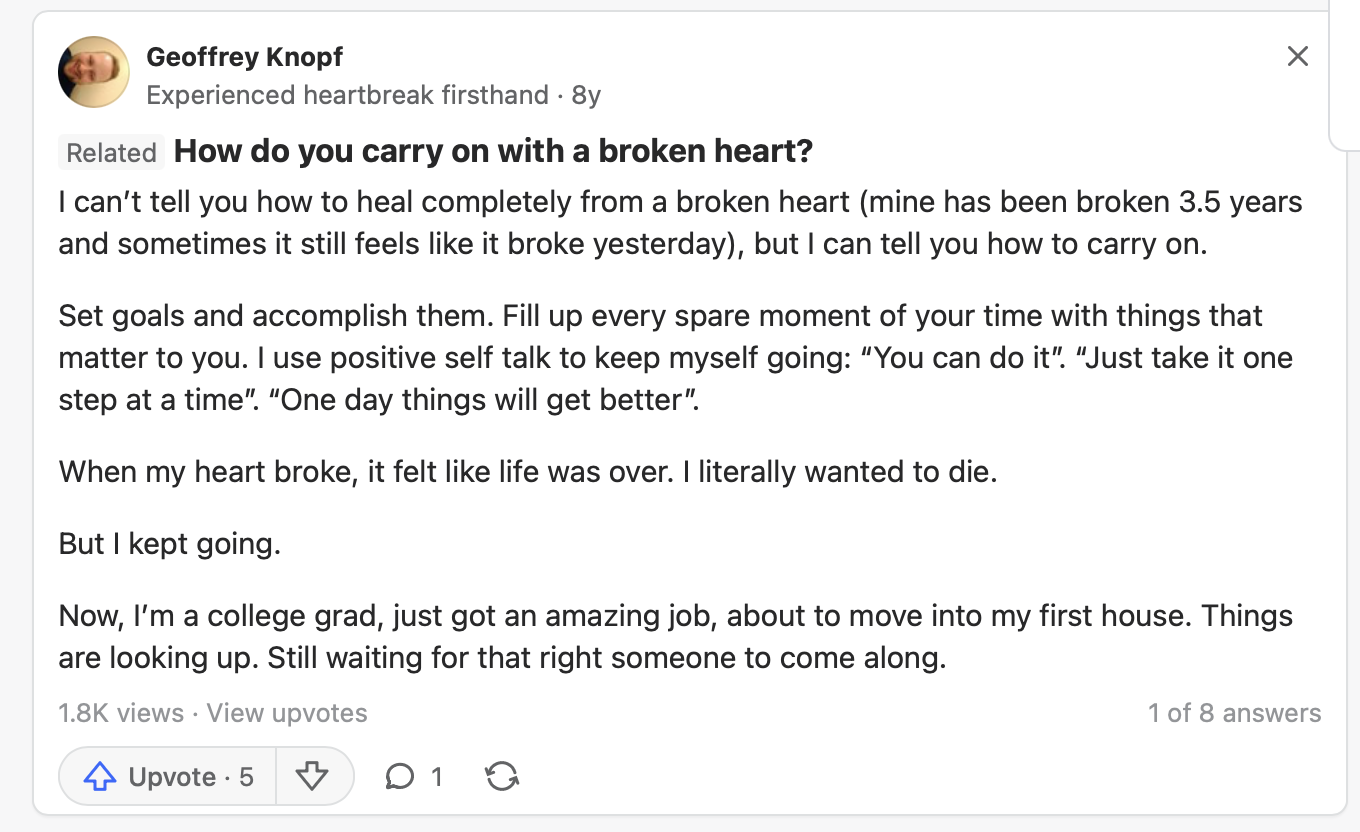 Geoffrey Knopf
Experienced heartbreak firsthand · 8y
Related How do you carry on with a broken heart?
I can’t tell you how to heal completely from a broken heart (mine has been broken 3.5 years
and sometimes it still feels like it broke yesterday), but I can tell you how to carry on.
Set goals and accomplish them. Fill up every spare moment of your time with things that
matter to you. I use positive self talk to keep myself going: “You can do it”. “Just take it one
step at a time”. “One day things will get better”.
When my heart broke, it felt like life was over. I literally wanted to die.
But I kept going.
Now, I’m a college grad, just got an amazing job, about to move into my first house. Things
are looking up. Still waiting for that right someone to come along.
1.8K views · View upvotes 1 of 8 answers
Upvote · 5 1